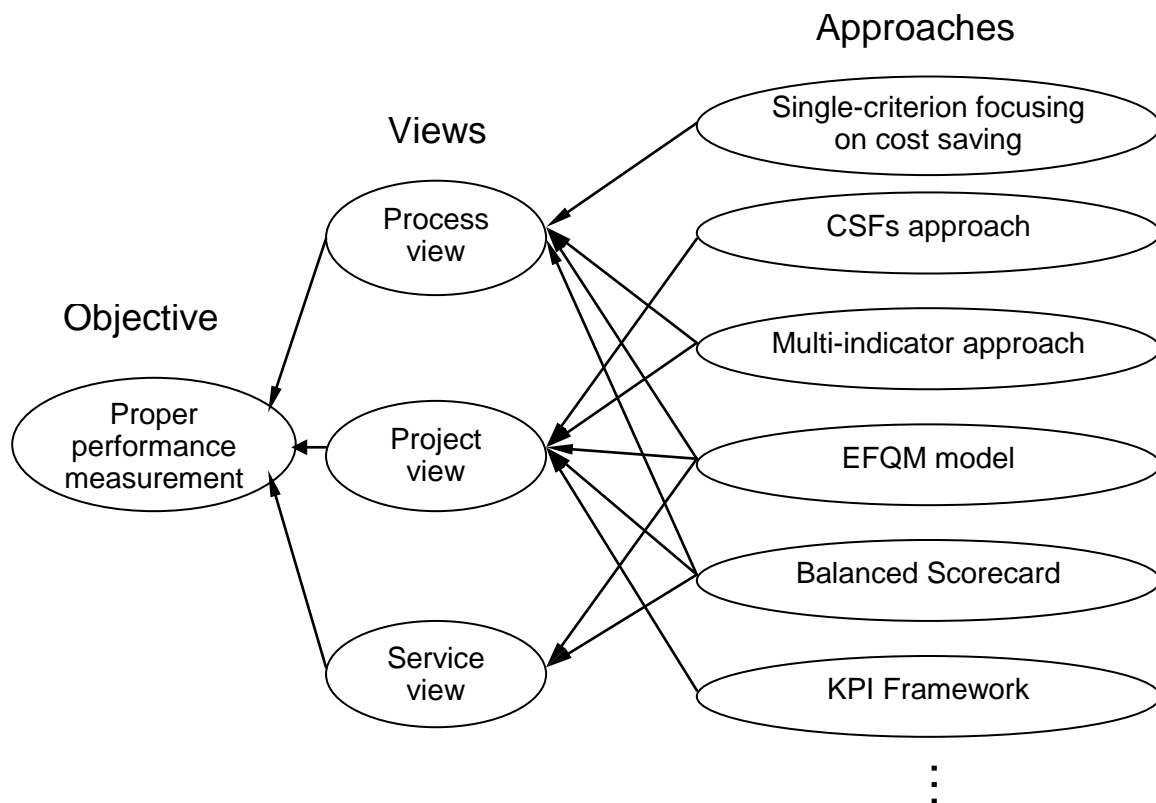 Approaches
Single-criterion focusing
on cost saving
Views
Process
view
CSFs approach
Objective
Multi-indicator approach
Proper
performance
measurement
Project
view
EFQM model
Balanced Scorecard
Service
view
KPI Framework
⋮